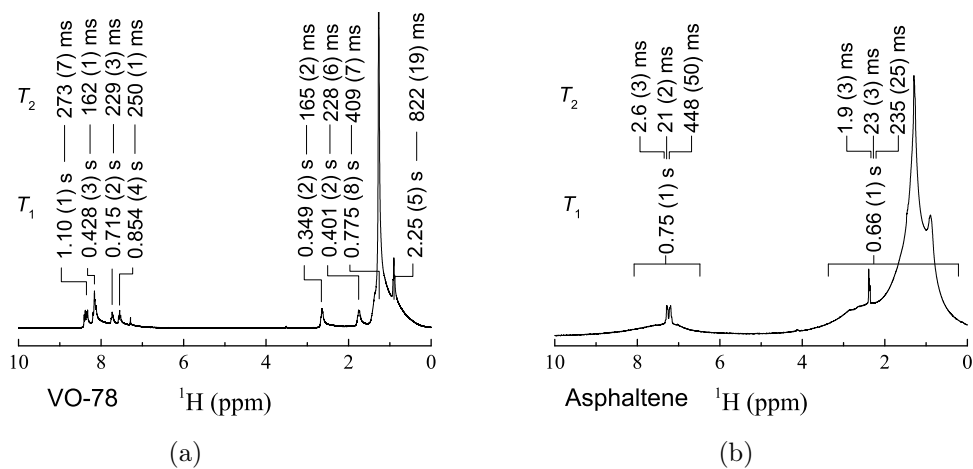 T2
273 (7) ms
162 (1) ms
229 (3) ms
250 (1) ms
165 (2) ms
228 (6) ms
409 (7) ms
822 (19) ms
T1
1.10 (1) s
0.428 (3) s
0.715 (2) s
0.854 (4) s
0.349 (2) s
0.401 (2) s
0.775 (8) s
2.25 (5) s
10 8 6 4 2 0
VO-78 1H (ppm)
(a)
T2
2.6 (3) ms
21 (2) ms
448 (50) ms
1.9 (3) ms
23 (3) ms
235 (25) ms
T1
0.75 (1) s
0.66 (1) s
10 8 6 4 2 0
Asphaltene 1H (ppm)
(b)